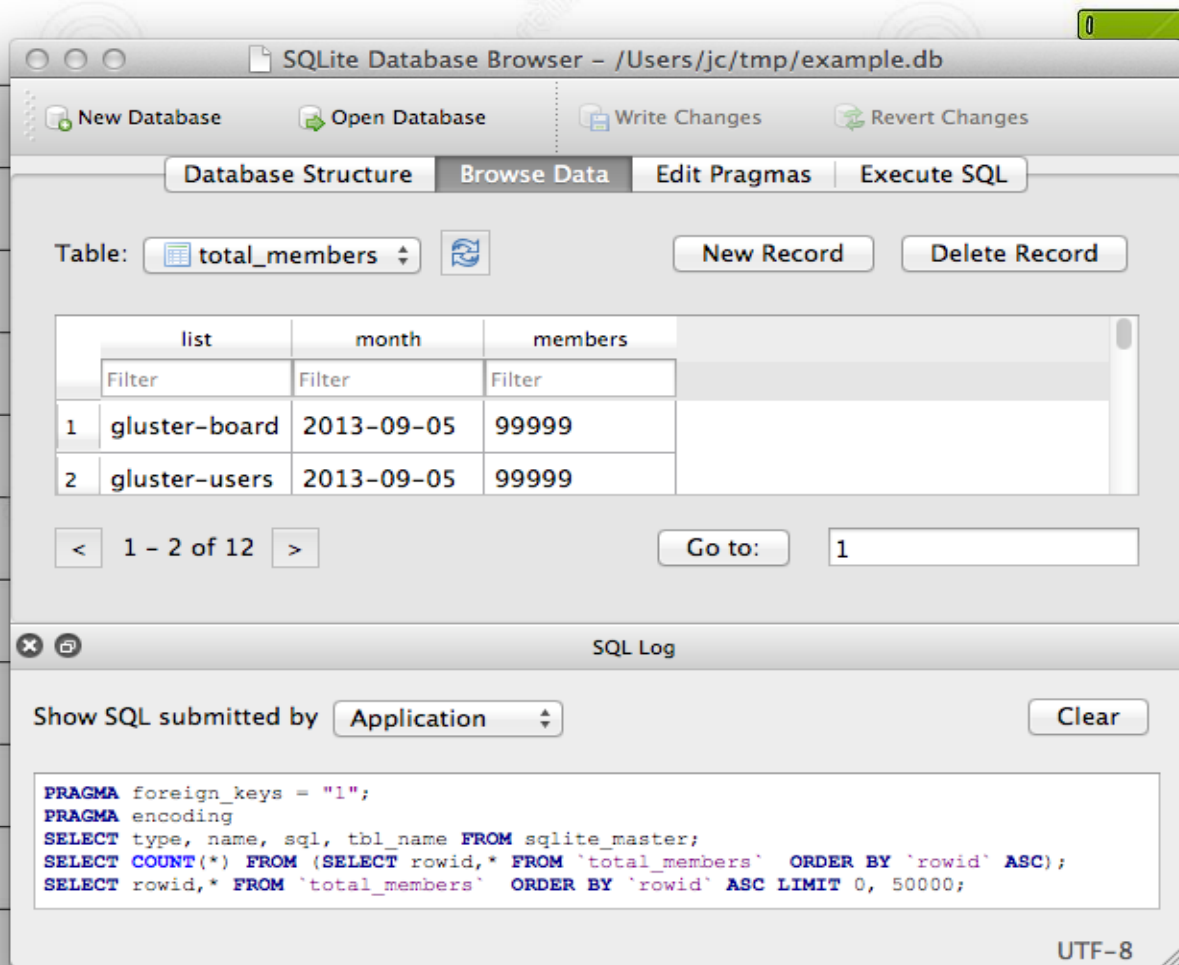 SQLite Database Browser – /Users/jc/tmp/example.db
New Database Open Database Write Changes Revert Changes
Database Structure Browse Data Edit Pragmas Execute SQL
Table: total_members New Record Delete Record
list month members
Filter Filter Filter
1 gluster-board 2013-09-05 99999
2 gluster-users 2013-09-05 99999
< 1 - 2 of 12 > Go to: 1
SQL Log
Show SQL submitted by Application Clear
PRAGMA foreign_keys = "1";
PRAGMA encoding
SELECT type, name, sql, tbl_name FROM sqlite_master;
SELECT COUNT(*) FROM (SELECT rowid,* FROM `total_members`  ORDER BY `rowid` ASC);
SELECT rowid,* FROM `total_members`  ORDER BY `rowid` ASC LIMIT 0, 50000;
UTF-8